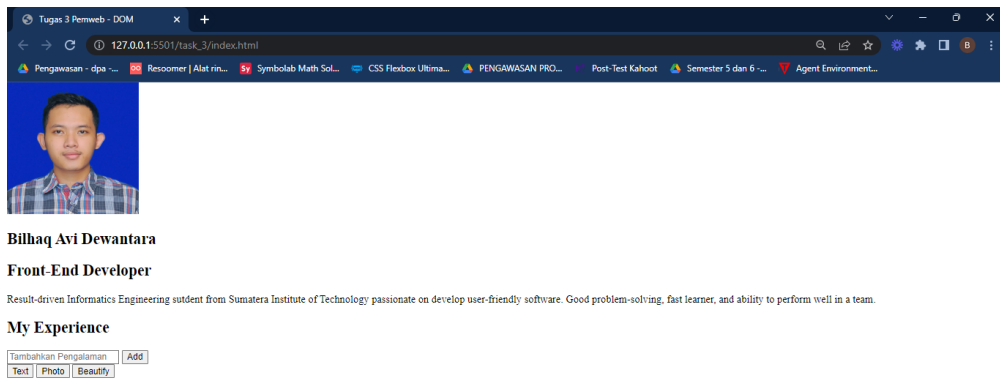 Tugas 3 Pemweb - DOM
127.0.0.1:5501/task_3/index.html
B
Pengawasan - dpa -... Resoomer | Alat rin... Sy Symbolab Math Sol... CSS Flexbox Ultima... PENGAWASAN PRO... Post-Test Kahoot Semester 5 dan 6 -... Agent Environment...
Bilhaq Avi Dewantara
Front-End Developer
Result-driven Informatics Engineering sutdent from Sumatera Institute of Technology passionate on develop user-friendly software. Good problem-solving, fast learner, and ability to perform well in a team.
My Experience
Tambahkan Pengalaman Add
Text Photo Beautify